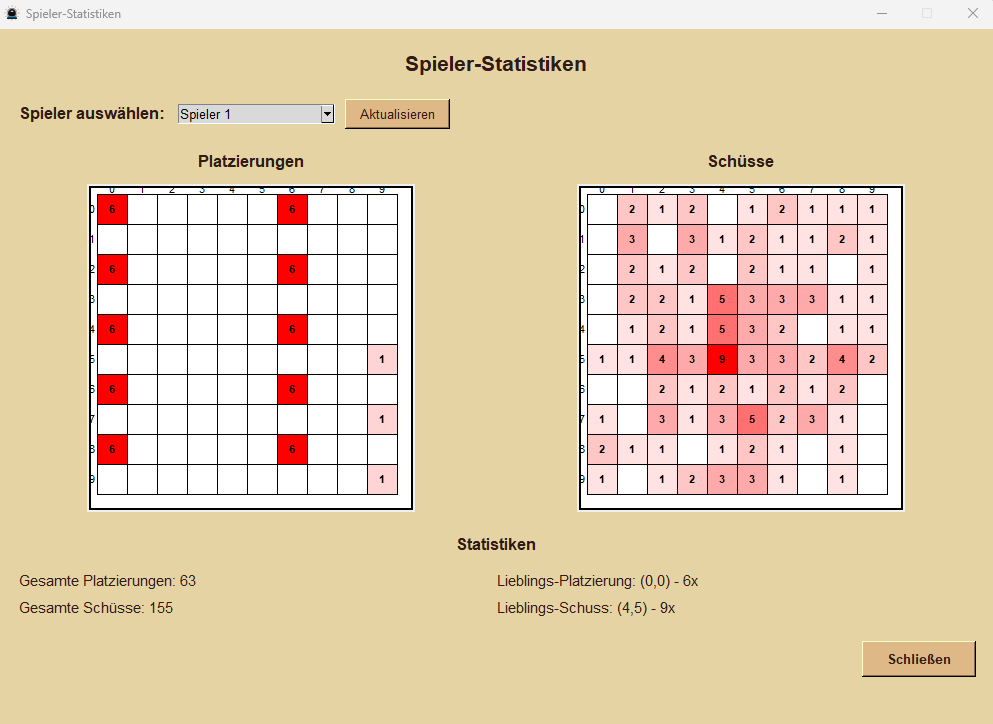 Spieler-Statistiken
Spieler-Statistiken
Spieler auswählen: Spieler 1 Aktualisieren
Platzierungen
0 1 2 3 4 5 6 7 8 9
0 6 6
1
2 6 6
3
4 6 6
5 1
6 6 6
7 1
8 6 6
9 1
Schüsse
0 1 2 3 4 5 6 7 8 9
0 2 1 2 1 2 1 1 1
1 3 3 1 2 1 1 2 1
2 2 1 2 2 1 1 1
3 2 2 1 5 3 3 3 1 1
4 1 2 1 5 3 2 1 1
5 1 1 4 3 9 3 3 2 4 2
6 2 1 2 1 2 1 2
7 1 3 1 3 5 2 3 1
8 2 1 1 1 2 1 1
9 1 1 2 3 3 1 1
Statistiken
Gesamte Platzierungen: 63
Gesamte Schüsse: 155
Lieblings-Platzierung: (0,0) - 6x
Lieblings-Schuss: (4,5) - 9x
Schließen